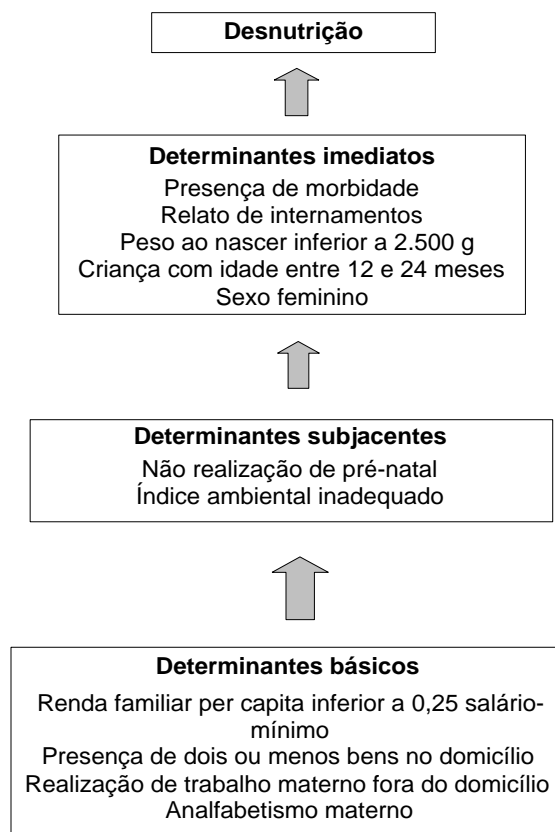 Desnutrição
Determinantes imediatos
Presença de morbidade
Relato de internamentos
Peso ao nascer inferior a 2.500 g
Criança com idade entre 12 e 24 meses
Sexo feminino
Determinantes subjacentes
Não realização de pré-natal
Índice ambiental inadequado
Determinantes básicos
Renda familiar per capita inferior a 0,25 salário-
mínimo
Presença de dois ou menos bens no domicílio
Realização de trabalho materno fora do domicílio
Analfabetismo materno